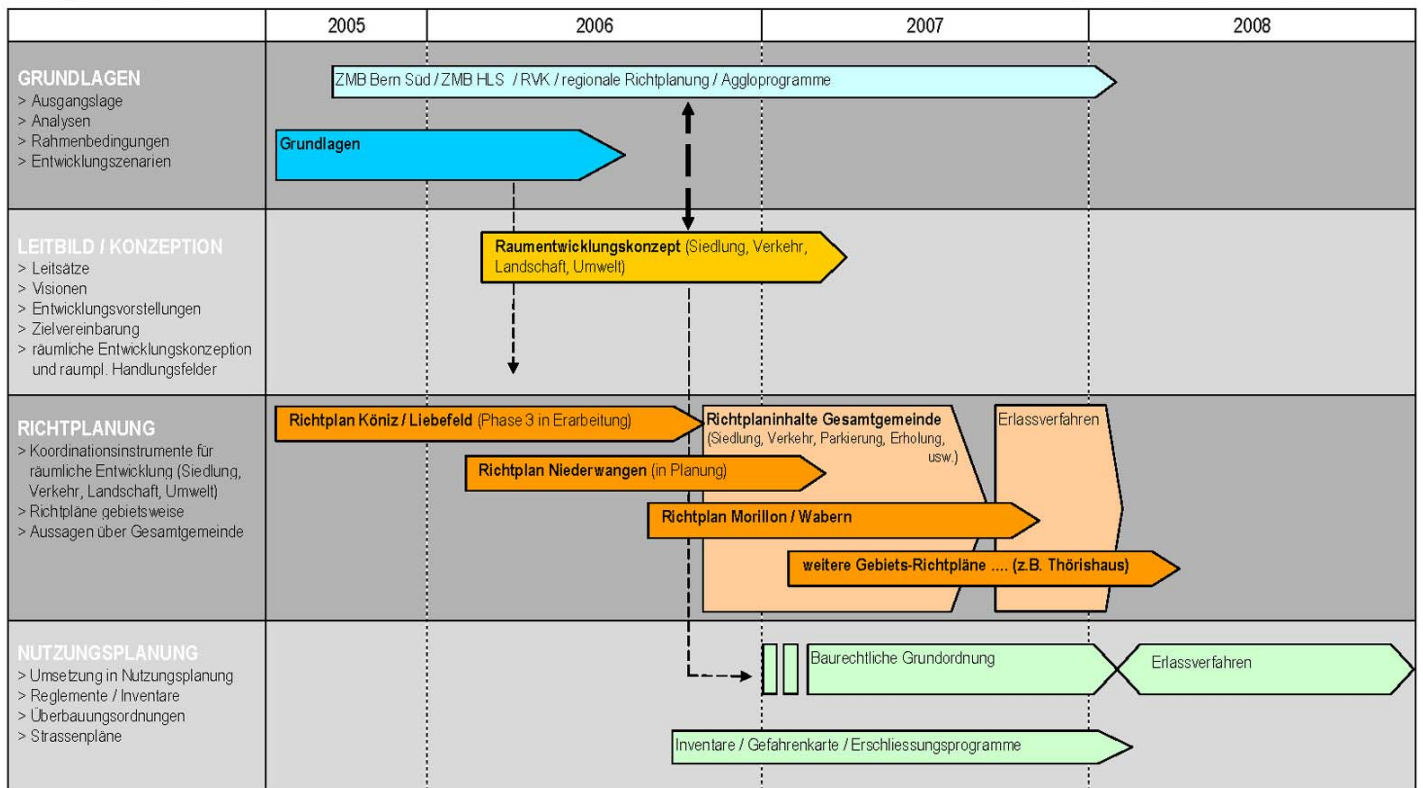 2005 2006 2007 2008
GRUNDLAGEN
> Ausgangslage
> Analysen
> Rahmenbedingungen
> Entwicklungszenarien
ZMB Bern Süd / ZMB HLS / RVK / regionale Richtplanung / Aggloprogramme
Grundlagen
LEITBILD / KONZEPTION
> Leitsätze
> Visionen
> Entwicklungsvorstellungen
> Zielvereinbarung
> räumliche Entwicklungskonzeption
und raumpl. Handlungsfelder
Raumentwicklungskonzept (Siedlung, Verkehr,
Landschaft, Umwelt)
RICHTPLANUNG
> Koordinationsinstrumente für
räumliche Entwicklung (Siedlung,
Verkehr, Landschaft, Umwelt)
> Richtpläne gebietsweise
> Aussagen über Gesamtgemeinde
Richtplan Köniz / Liebefeld (Phase 3 in Erarbeitung)
Richtplaninhalte Gesamtgemeinde
(Siedlung, Verkehr, Parkierung, Erholung,
usw.)
Erlassverfahren
Richtplan Niederwangen (in Planung)
Richtplan Morillon / Wabern
weitere Gebiets-Richtpläne .... (z.B. Thörishaus)
NUTZUNGSPLANUNG
> Umsetzung in Nutzungsplanung
> Reglemente / Inventare
> Überbauungsordnungen
> Strassenpläne
Baurechtliche Grundordnung
Erlassverfahren
Inventare / Gefahrenkarte / Erschliessungsprogramme